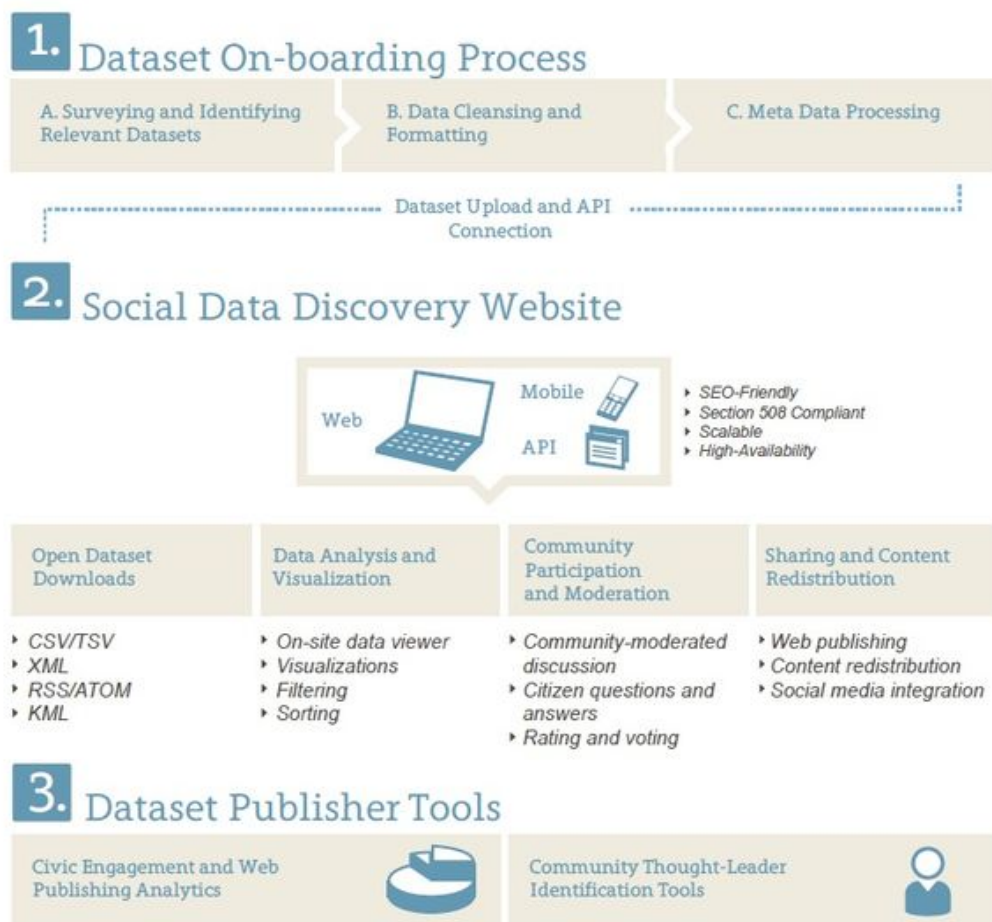 1. Dataset On-boarding Process
A. Surveying and Identifying
Relevant Datasets
B. Data Cleansing and
Formatting
C. Meta Data Processing
Dataset Upload and API
Connection
2. Social Data Discovery Website
Web
Mobile
API
SEO-Friendly
Section 508 Compliant
Scalable
High-Availability
Open Dataset
Downloads
CSV/TSV
XML
RSS/ATOM
KML
Data Analysis and
Visualization
On-site data viewer
Visualizations
Filtering
Sorting
Community
Participation
and Moderation
Community-moderated
discussion
Citizen questions and
answers
Rating and voting
Sharing and Content
Redistribution
Web publishing
Content redistribution
Social media integration
3. Dataset Publisher Tools
Civic Engagement and Web
Publishing Analytics
Community Thought-Leader
Identification Tools